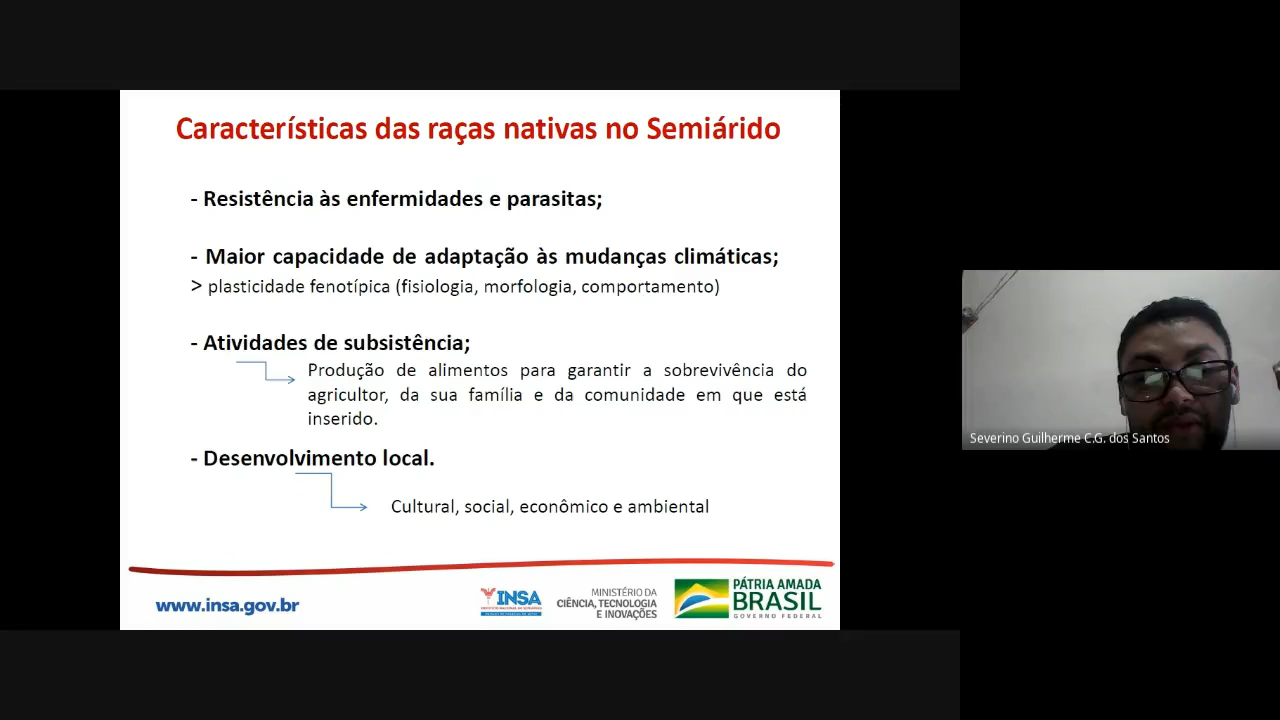 Características das raças nativas no Semiárido
- Resistência às enfermidades e parasitas;
- Maior capacidade de adaptação às mudanças climáticas;
> plasticidade fenotípica (fisiologia, morfologia, comportamento)
- Atividades de subsistência;
Produção de alimentos para garantir a sobrevivência do
agricultor, da sua família e da comunidade em que está
inserido.
- Desenvolvimento local.
Cultural, social, econômico e ambiental
www.insa.gov.br
INSA
MINISTÉRIO DA
CIÊNCIA, TECNOLOGIA
E INOVAÇÕES
PÁTRIA AMADA
BRASIL
GOVERNO FEDERAL
Severino Guilherme C.G. dos Santos